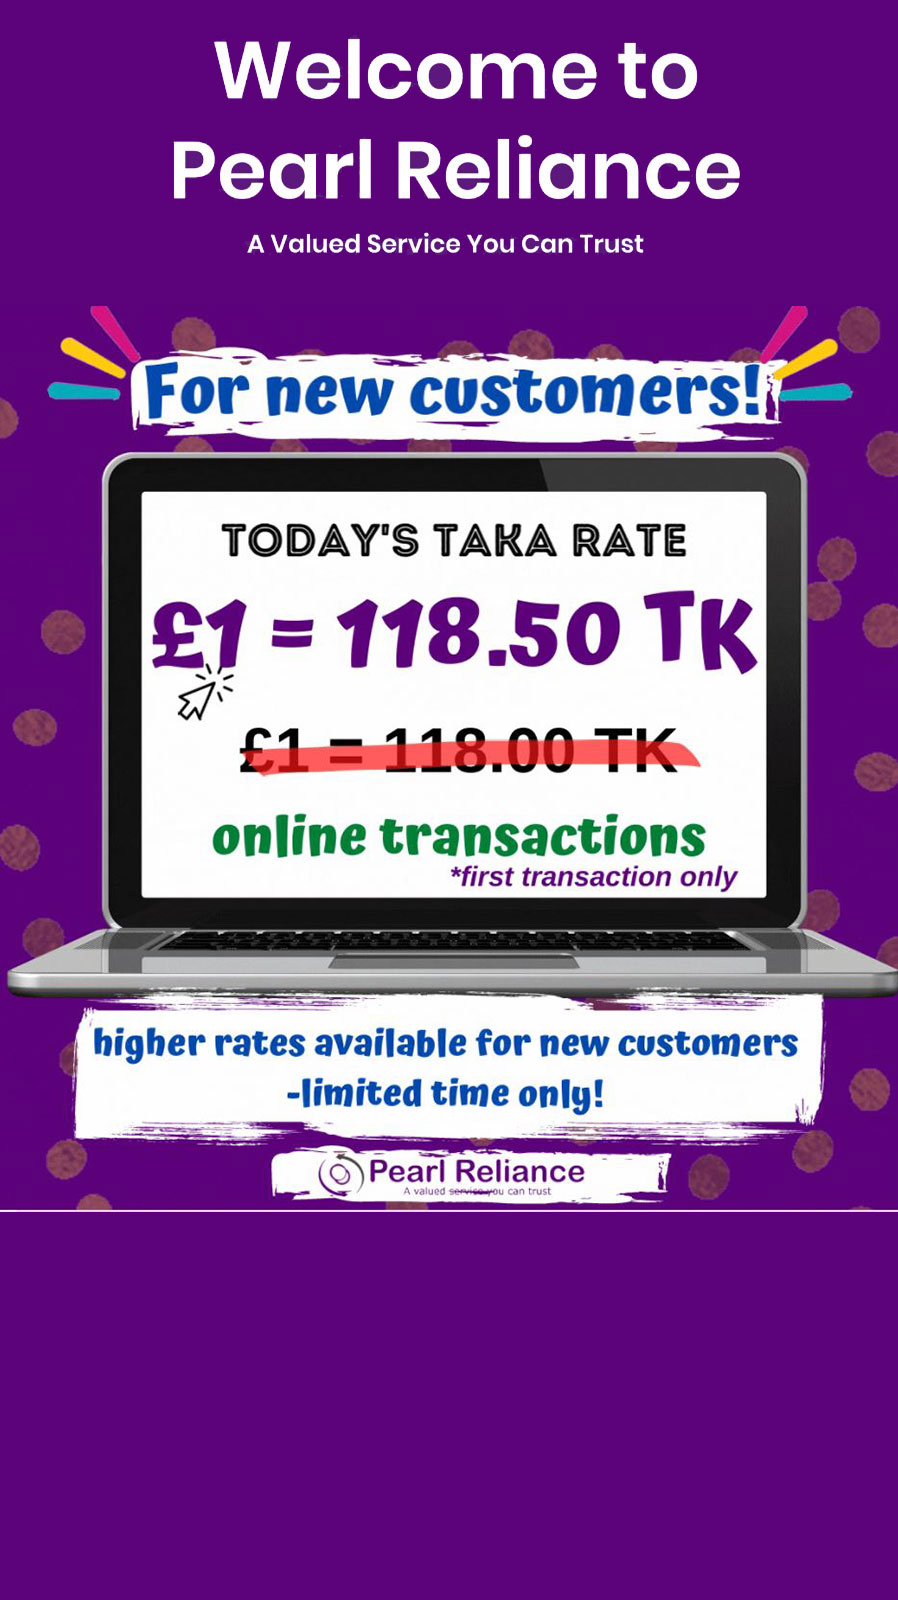 Welcome to
Pearl Reliance
A Valued Service You Can Trust
For new customers!
TODAY'S TAKA RATE
£1 = 118.50 TK
£1 = 118.00 TK
online transactions
*first transaction only
higher rates available for new customers
-limited time only!
Pearl Reliance
A valued service you can trust